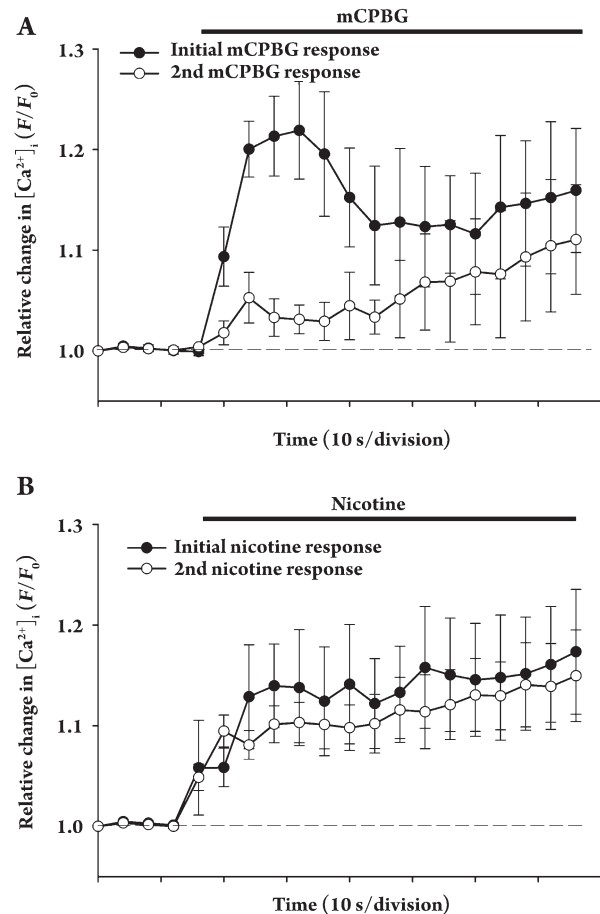 A
mCPBG
1.3
Initial mCPBG response
2nd mCPBG response
1.2
1.1
1.0
Relative change in [Ca²⁺]ᵢ (F/F₀)
Time (10 s/division)
B
Nicotine
1.3
Initial nicotine response
2nd nicotine response
1.2
1.1
1.0
Relative change in [Ca²⁺]ᵢ (F/F₀)
Time (10 s/division)